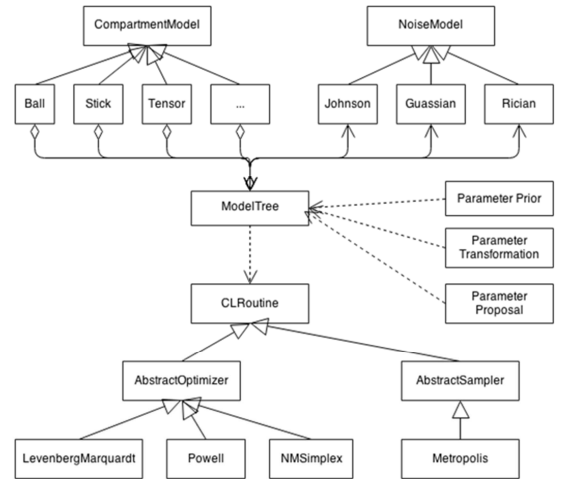 CompartmentModel
NoiseModel
Ball
Stick
Tensor
...
Johnson
Guassian
Rician
ModelTree
Parameter Prior
Parameter
Transformation
Parameter
Proposal
CLRoutine
AbstractOptimizer
AbstractSampler
LevenbergMarquardt
Powell
NMSimplex
Metropolis